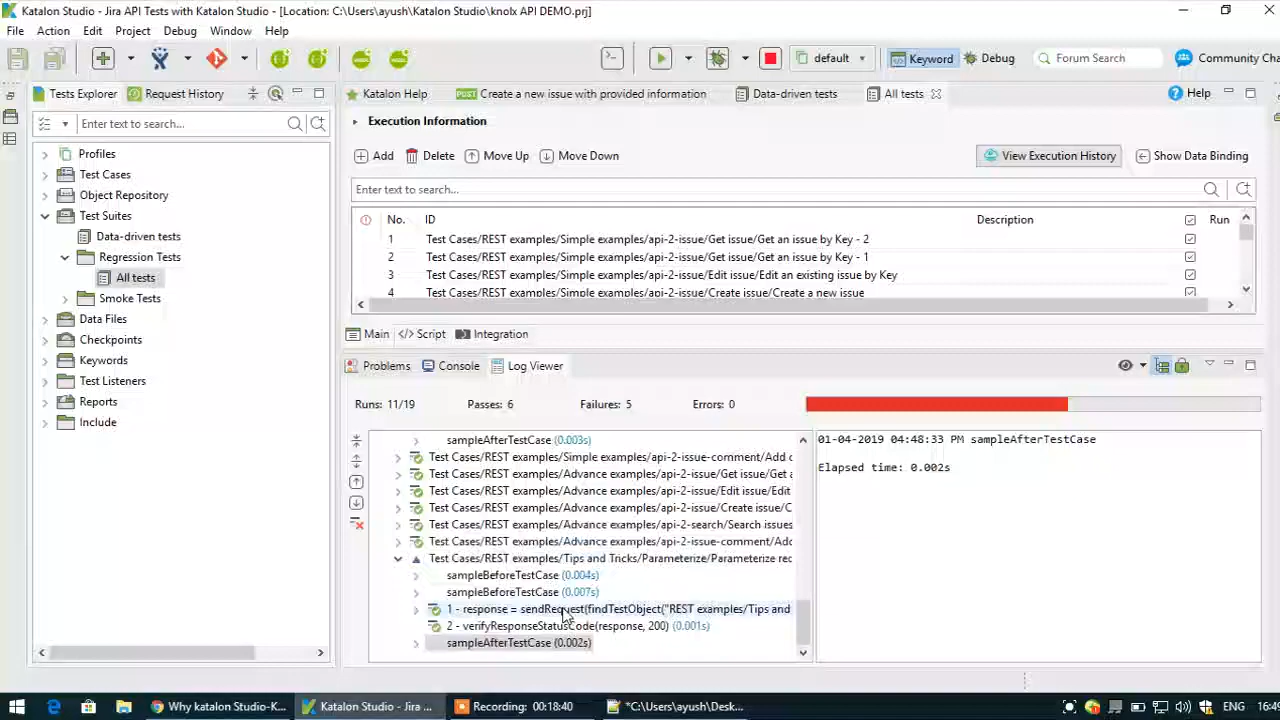 Katalon Studio - Jira API Tests with Katalon Studio - [Location: C:\Users\ayush\Katalon Studio\knolx API DEMO.prj]
File Action Project Debug Window Help
default Keyword Debug Forum Search Community Cha
Tests Explorer Request History
Enter text to search...
Profiles
Test Cases
Object Repository
Test Suites
Data-driven tests
Regression Tests
All tests
Smoke Tests
Data Files
Checkpoints
Keywords
Test Listeners
Reports
Include
Katalon Help POST Create a new issue with provided information Data-driven tests All tests Help
Execution Information
Add Delete Move Up Move Down View Execution History Show Data Binding
Enter text to search...
No. ID Description Run
1 Test Cases/REST examples/Simple examples/api-2-issue/Get issue/Get an issue by Key - 2
2 Test Cases/REST examples/Simple examples/api-2-issue/Get issue/Get an issue by Key - 1
3 Test Cases/REST examples/Simple examples/api-2-issue/Edit issue/Edit an existing issue by Key
4 Test Cases/REST examples/Simple examples/api-2-issue/Create issue/Create a new issue
Main </> Script Integration
Problems Console Log Viewer
Runs: 11/19 Passes: 6 Failures: 5 Errors: 0
sampleAfterTestCase (0.003s)
Test Cases/REST examples/Simple examples/api-2-issue-comment/Add c
Test Cases/REST examples/Advance examples/api-2-issue/Get issue/Get a
Test Cases/REST examples/Advance examples/api-2-issue/Edit issue/Edit
Test Cases/REST examples/Advance examples/api-2-issue/Create issue/C
Test Cases/REST examples/Advance examples/api-2-search/Search issues
Test Cases/REST examples/Advance examples/api-2-issue-comment/Add
Test Cases/REST examples/Tips and Tricks/Parameterize/Parameterize rec
sampleBeforeTestCase (0.004s)
sampleBeforeTestCase (0.007s)
1 - response = sendRequest(findTestObject("REST examples/Tips and
2 - verifyResponseStatusCode(response, 200) (0.001s)
sampleAfterTestCase (0.002s)
01-04-2019 04:48:33 PM sampleAfterTestCase
Elapsed time: 0.002s
Why katalon Studio-K... Katalon Studio - Jira ... Recording: 00:18:40 *C:\Users\ayush\Desk... ENG 16:4